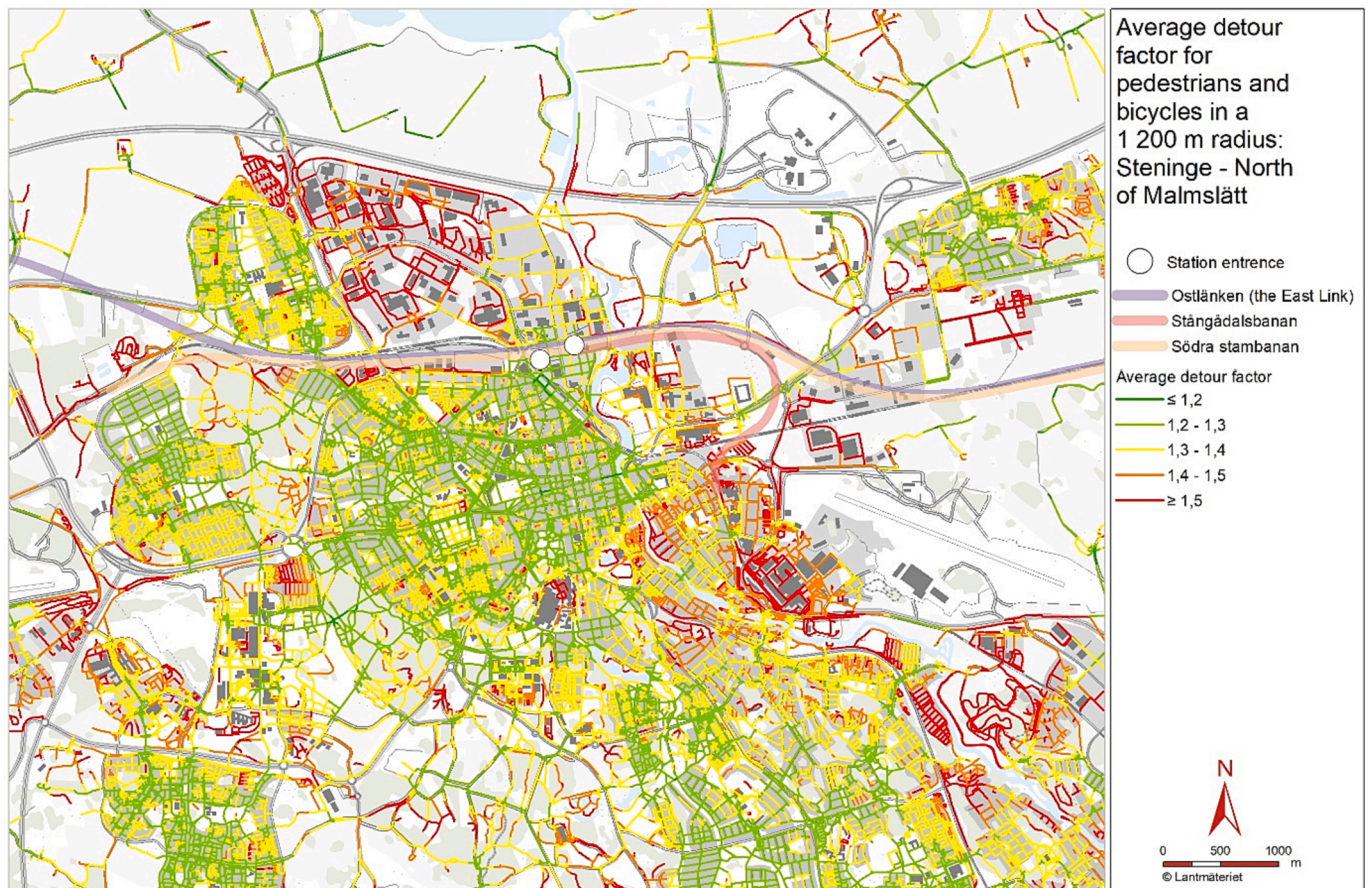 Average detour
factor for
pedestrians and
bicycles in a
1 200 m radius:
Steninge - North
of Malmslätt
Station entrence
Ostlänken (the East Link)
Stångådalsbanan
Södra stambanan
Average detour factor
≤ 1,2
1,2 - 1,3
1,3 - 1,4
1,4 - 1,5
≥ 1,5
N
0 500 1000
m
© Lantmäteriet